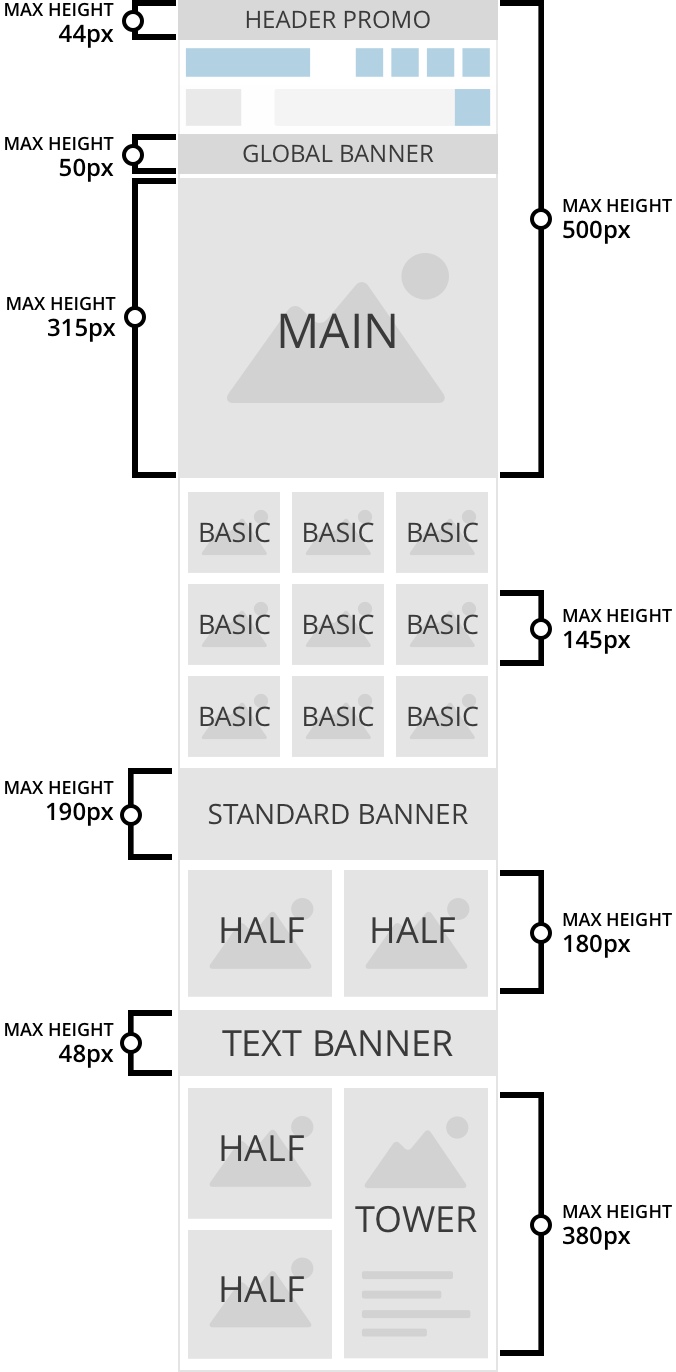 MAX HEIGHT
44px
HEADER PROMO
MAX HEIGHT
50px
GLOBAL BANNER
MAX HEIGHT
500px
MAX HEIGHT
315px
MAIN
BASIC BASIC BASIC
BASIC BASIC BASIC
MAX HEIGHT
145px
BASIC BASIC BASIC
MAX HEIGHT
190px
STANDARD BANNER
HALF HALF
MAX HEIGHT
180px
MAX HEIGHT
48px
TEXT BANNER
HALF
TOWER
MAX HEIGHT
380px
HALF